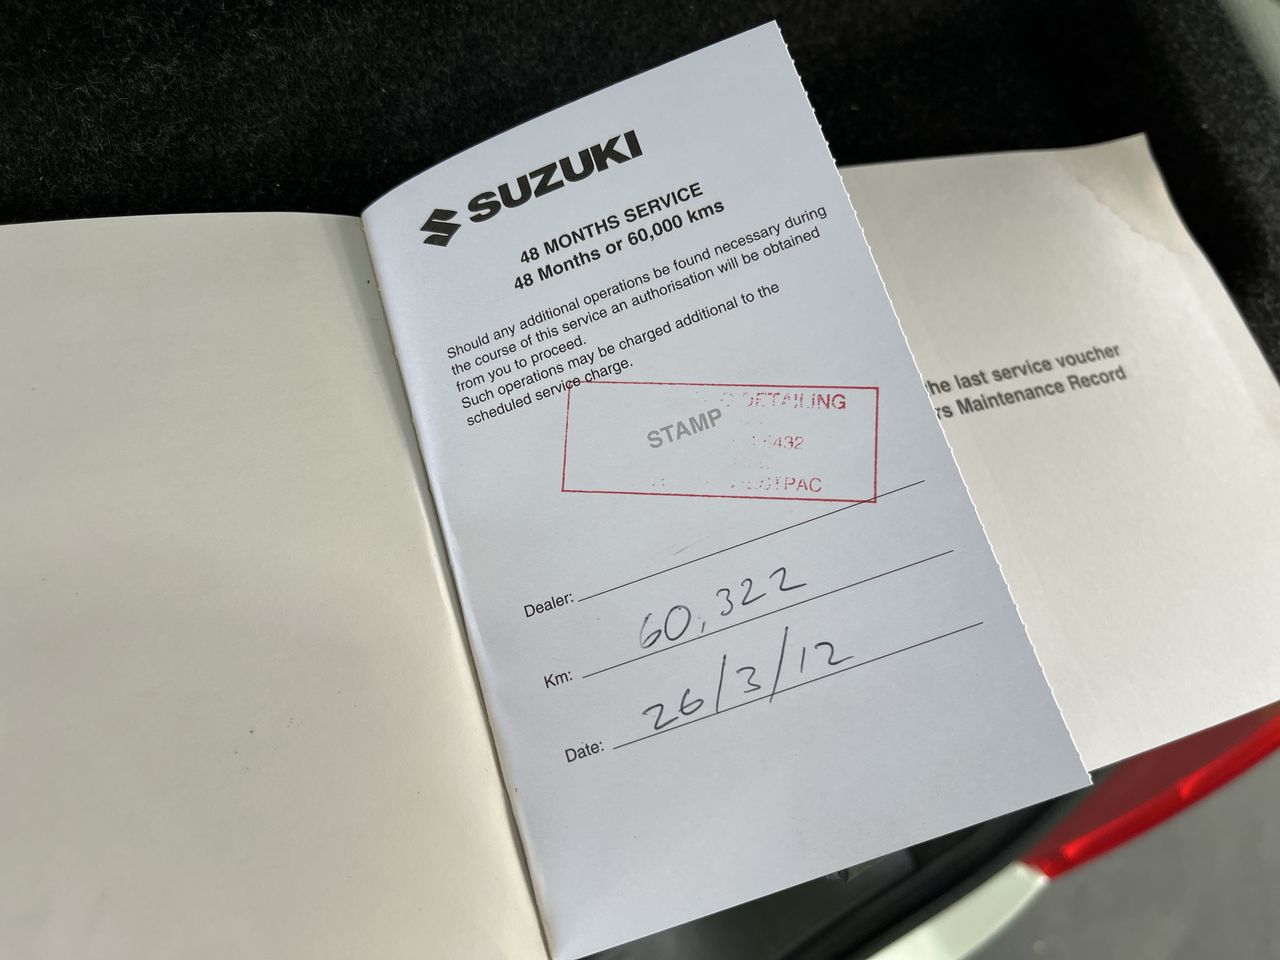 SUZUKI
48 MONTHS SERVICE
48 Months or 60,000 kms
Should any additional operations be found necessary during
the course of this service an authorisation will be obtained
from you to proceed.
Such operations may be charged additional to the
scheduled service charge.
DETAILING
STAMP
432
PAC
Dealer:
Km: 60,322
Date: 26/3/12
he last service voucher
rs Maintenance Record